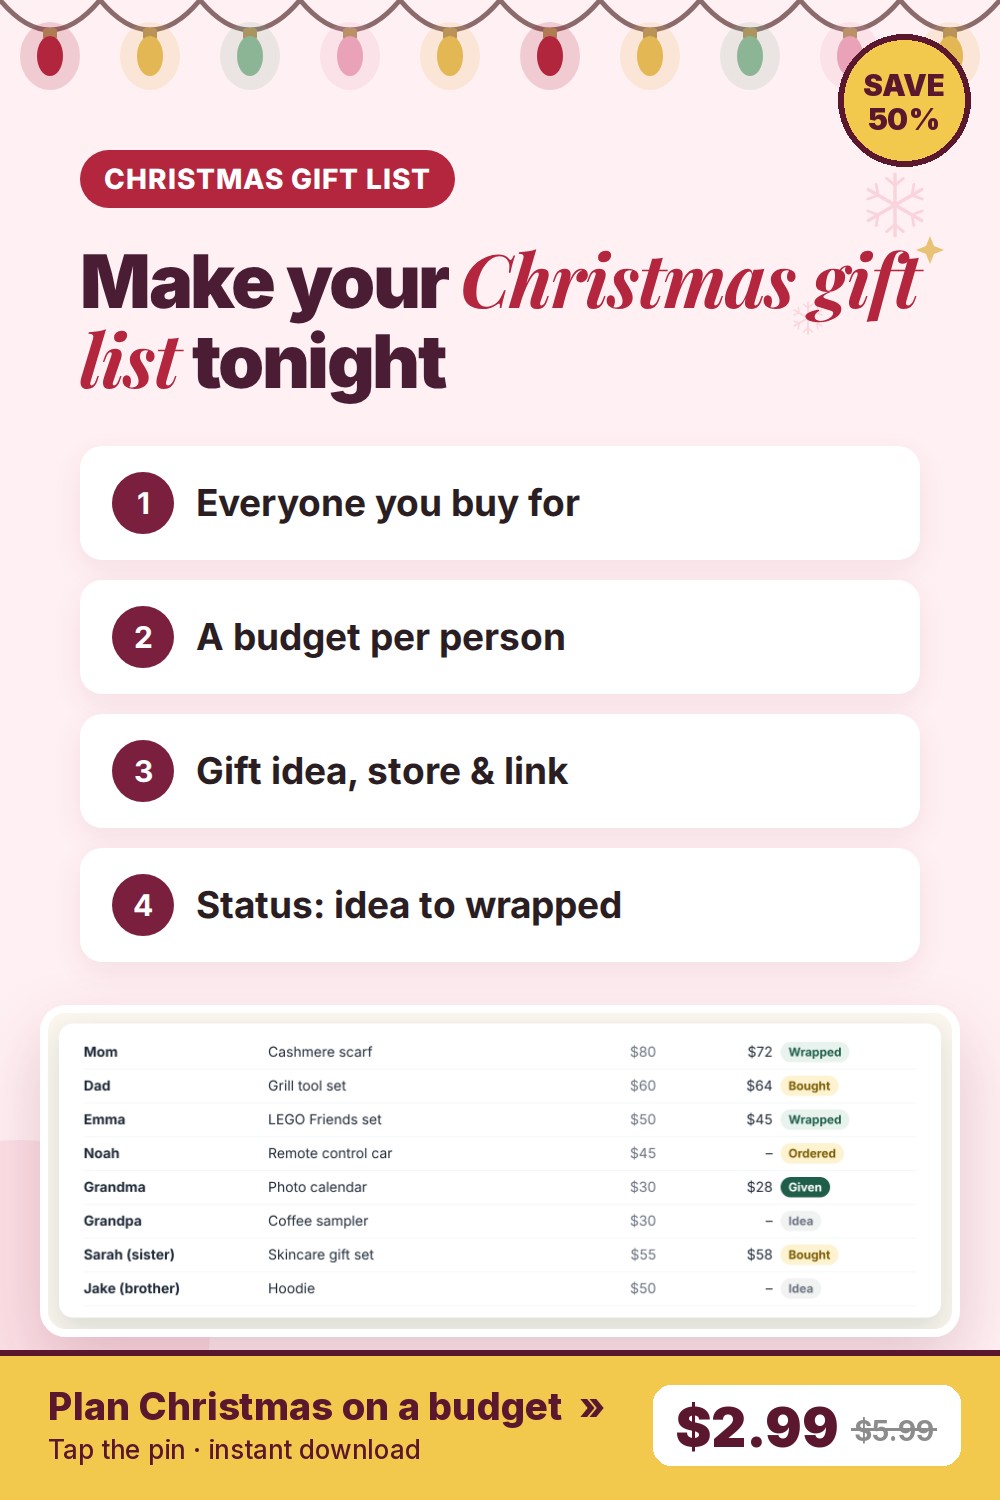 SAVE
50%
CHRISTMAS GIFT LIST
Make your Christmas gift
list tonight
1 Everyone you buy for
2 A budget per person
3 Gift idea, store & link
4 Status: idea to wrapped
Mom Cashmere scarf $80 $72 Wrapped
Dad Grill tool set $60 $64 Bought
Emma LEGO Friends set $50 $45 Wrapped
Noah Remote control car $45 – Ordered
Grandma Photo calendar $30 $28 Given
Grandpa Coffee sampler $30 – Idea
Sarah (sister) Skincare gift set $55 $58 Bought
Jake (brother) Hoodie $50 – Idea
Plan Christmas on a budget »
Tap the pin · instant download
$2.99 $5.99